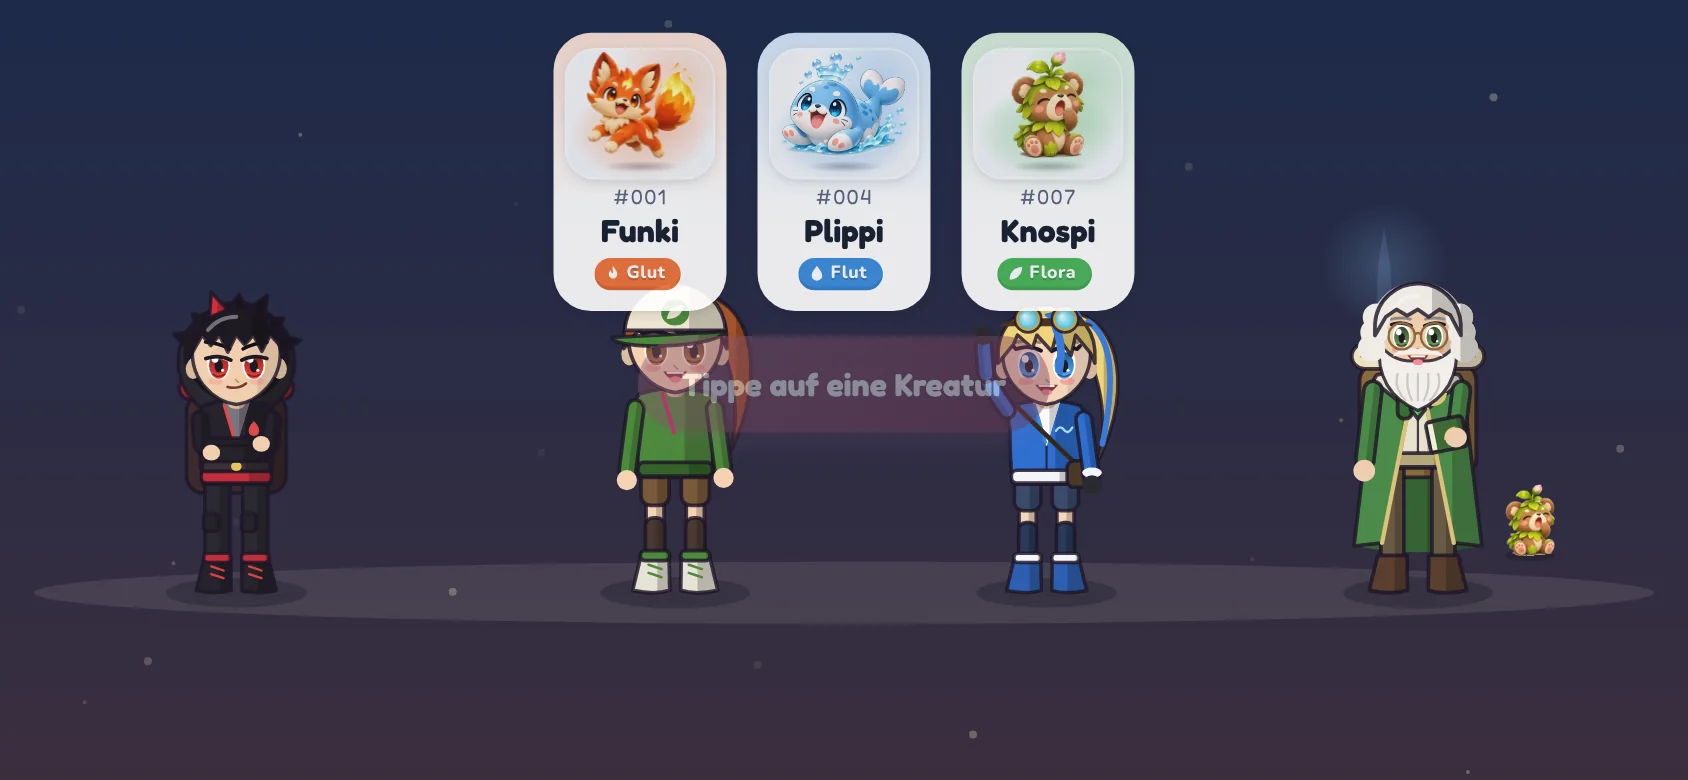 #001
Funki
Glut
#004
Plippi
Flut
#007
Knospi
Flora
Tippe auf eine Kreatur